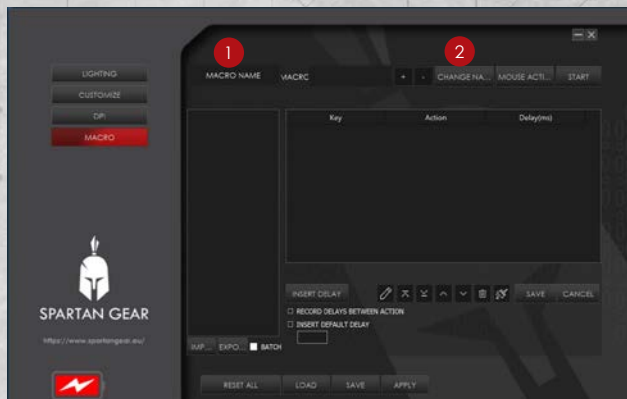 1
2
MACRO NAME MACRO + - CHANGE NA... MOUSE ACTI... START
LIGHTING
CUSTOMIZE
DPI
MACRO
Key Action Delay(ms)
INSERT DELAY SAVE CANCEL
RECORD DELAYS BETWEEN ACTION
INSERT DEFAULT DELAY
IMP... EXPO... BATCH
SPARTAN GEAR
https://www.spartangear.eu/
RESET ALL LOAD SAVE APPLY